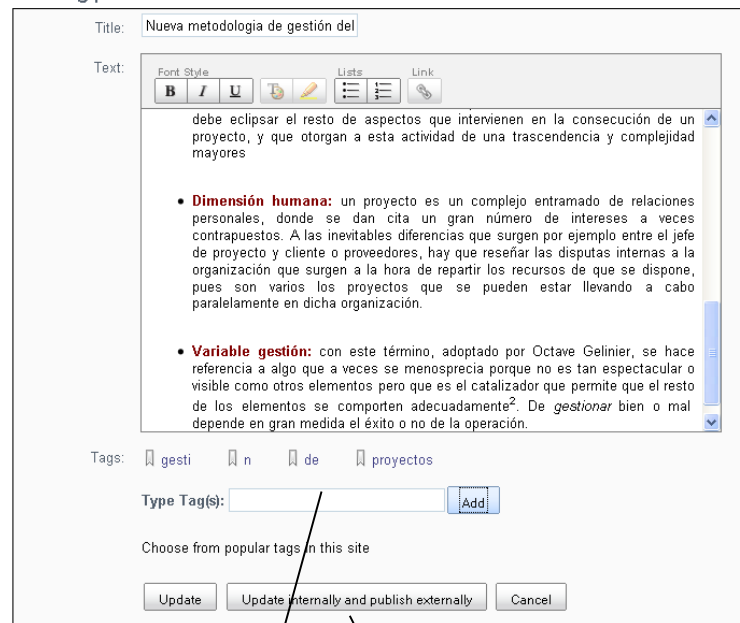 Title: Nueva metodologia de gestión del
Text:
Font Style Lists Link
B I U
debe eclipsar el resto de aspectos que intervienen en la consecución de un
proyecto, y que otorgan a esta actividad de una trascendencia y complejidad
mayores
• Dimensión humana: un proyecto es un complejo entramado de relaciones
personales, donde se dan cita un gran número de intereses a veces
contrapuestos. A las inevitables diferencias que surgen por ejemplo entre el jefe
de proyecto y cliente o proveedores, hay que reseñar las disputas internas a la
organización que surgen a la hora de repartir los recursos de que se dispone,
pues son varios los proyectos que se pueden estar llevando a cabo
paralelamente en dicha organización.
• Variable gestión: con este término, adoptado por Octave Gelinier, se hace
referencia a algo que a veces se menosprecia porque no es tan espectacular o
visible como otros elementos pero que es el catalizador que permite que el resto
de los elementos se comporten adecuadamente². De gestionar bien o mal
depende en gran medida el éxito o no de la operación.
Tags: gesti n de proyectos
Type Tag(s): Add
Choose from popular tags in this site
Update Update internally and publish externally Cancel